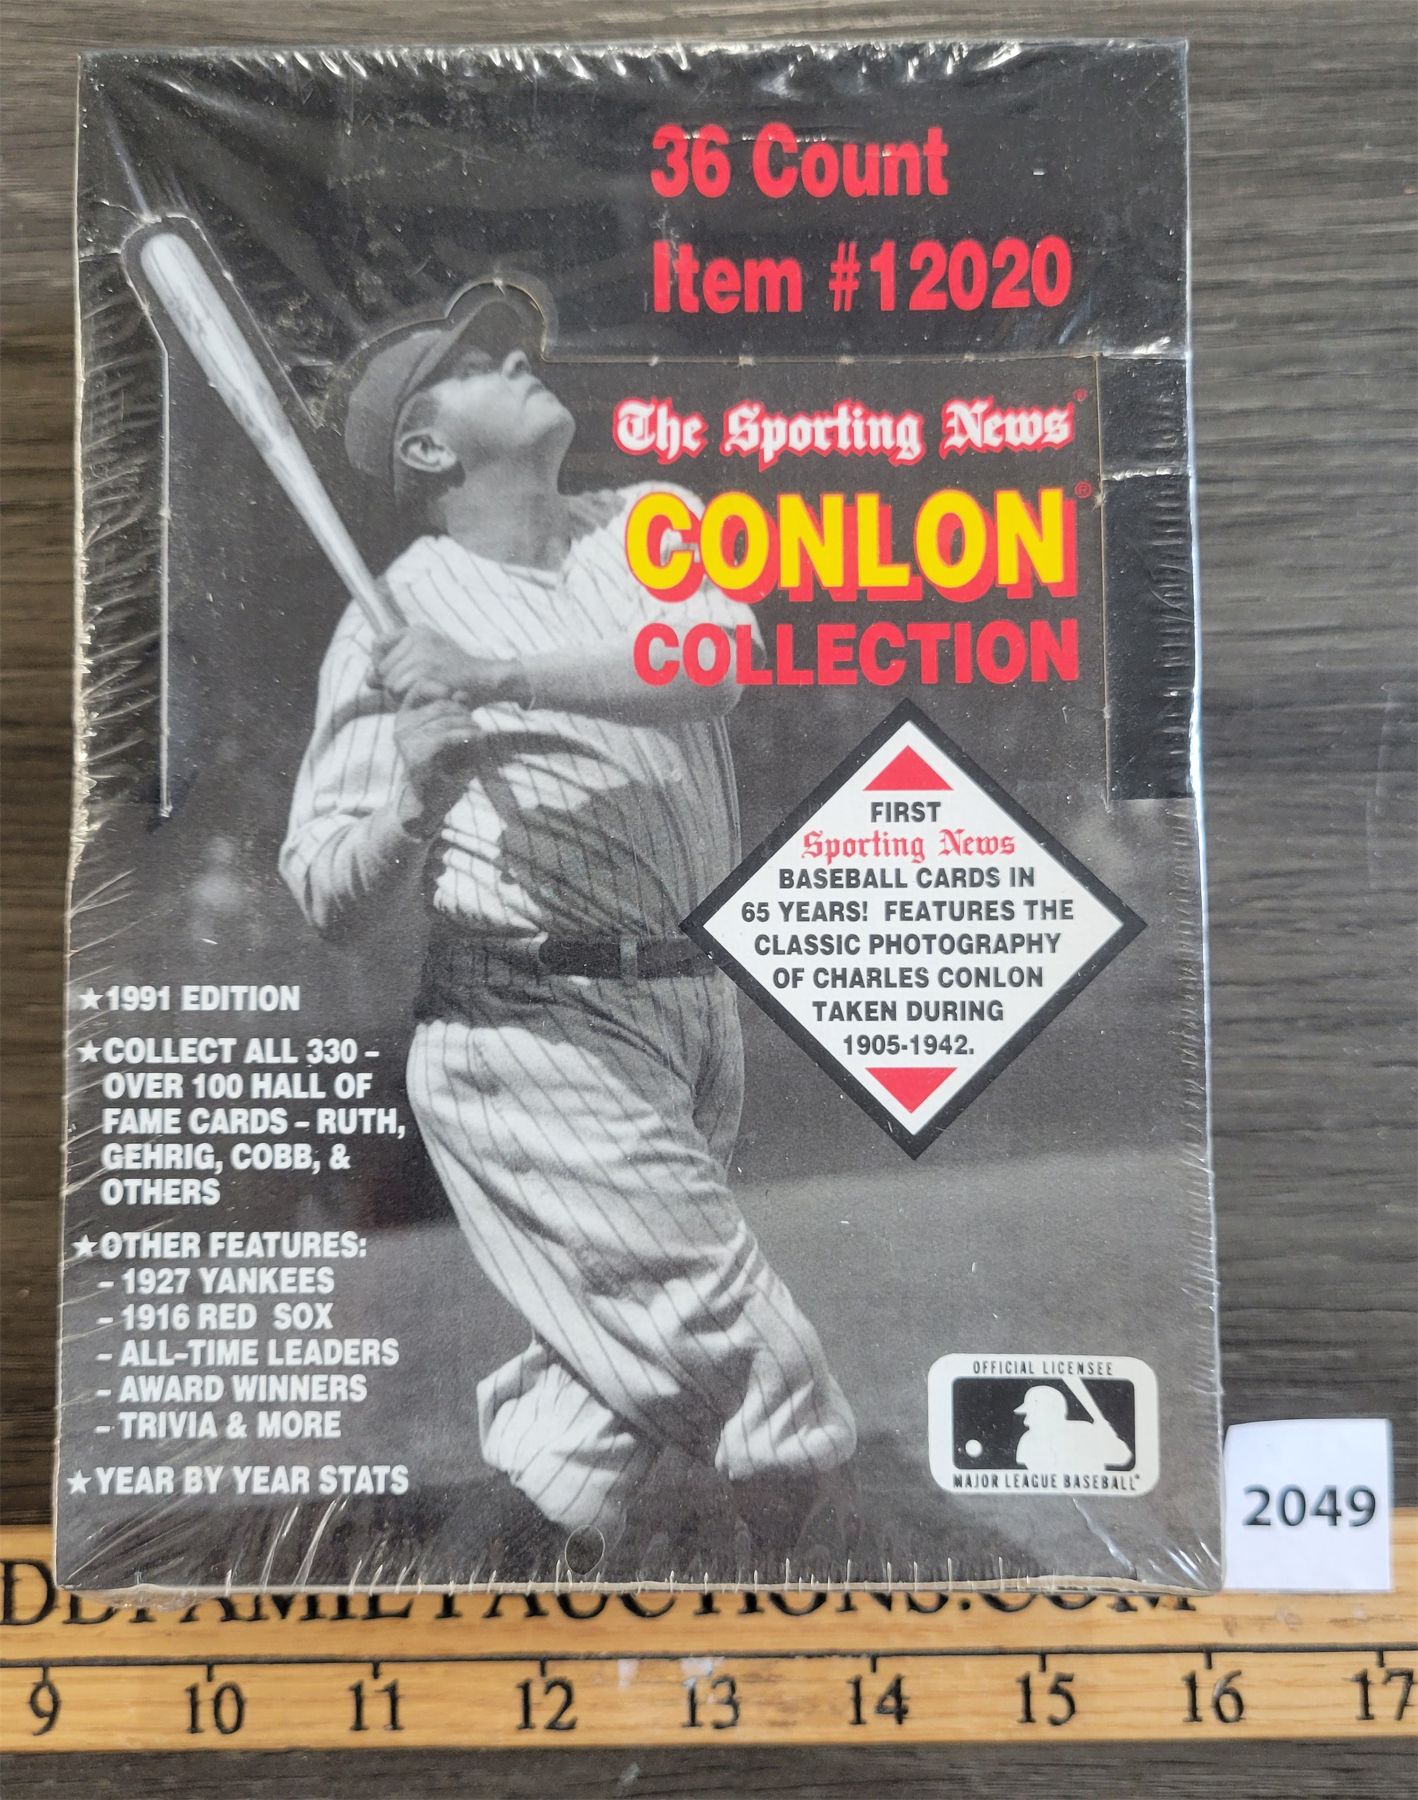 36 Count
Item #12020
The Sporting News®
CONLON®
COLLECTION
FIRST
Sporting News
BASEBALL CARDS IN
65 YEARS! FEATURES THE
CLASSIC PHOTOGRAPHY
OF CHARLES CONLON
TAKEN DURING
1905-1942.
★1991 EDITION
★COLLECT ALL 330 –
OVER 100 HALL OF
FAME CARDS – RUTH,
GEHRIG, COBB, &
OTHERS
★OTHER FEATURES:
– 1927 YANKEES
– 1916 RED SOX
– ALL-TIME LEADERS
– AWARD WINNERS
– TRIVIA & MORE
★YEAR BY YEAR STATS
OFFICIAL LICENSEE
MAJOR LEAGUE BASEBALL
2049
DDFAMILYAUCTIONS.COM
9 10 11 12 13 14 15 16 17